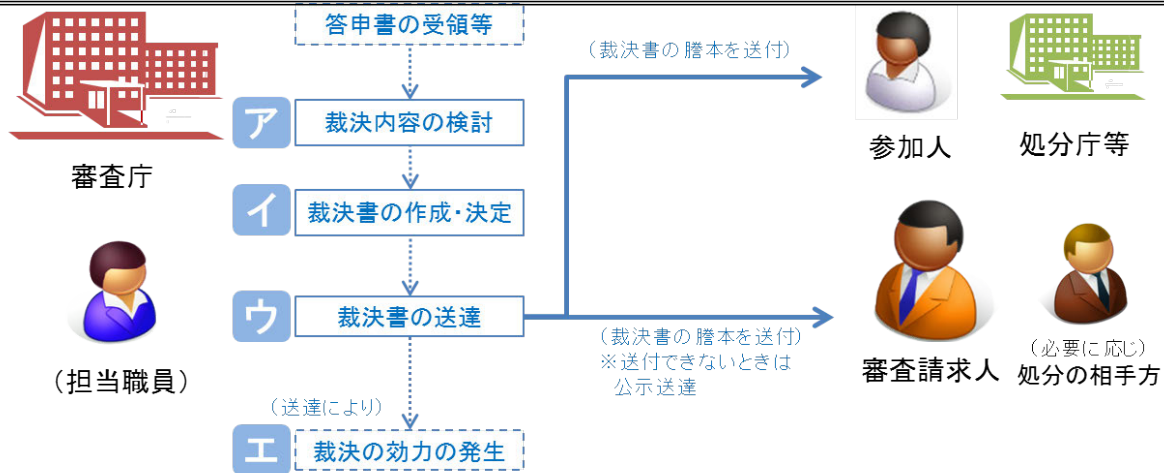 答申書の受領等
(裁決書の謄本を送付)
ア
裁決内容の検討
参加人
処分庁等
審査庁
イ
裁決書の作成・決定
ウ
裁決書の送達
(裁決書の謄本を送付)
※送付できないときは
公示送達
(必要に応じ)
審査請求人
処分の相手方
(担当職員)
(送達により)
エ
裁決の効力の発生